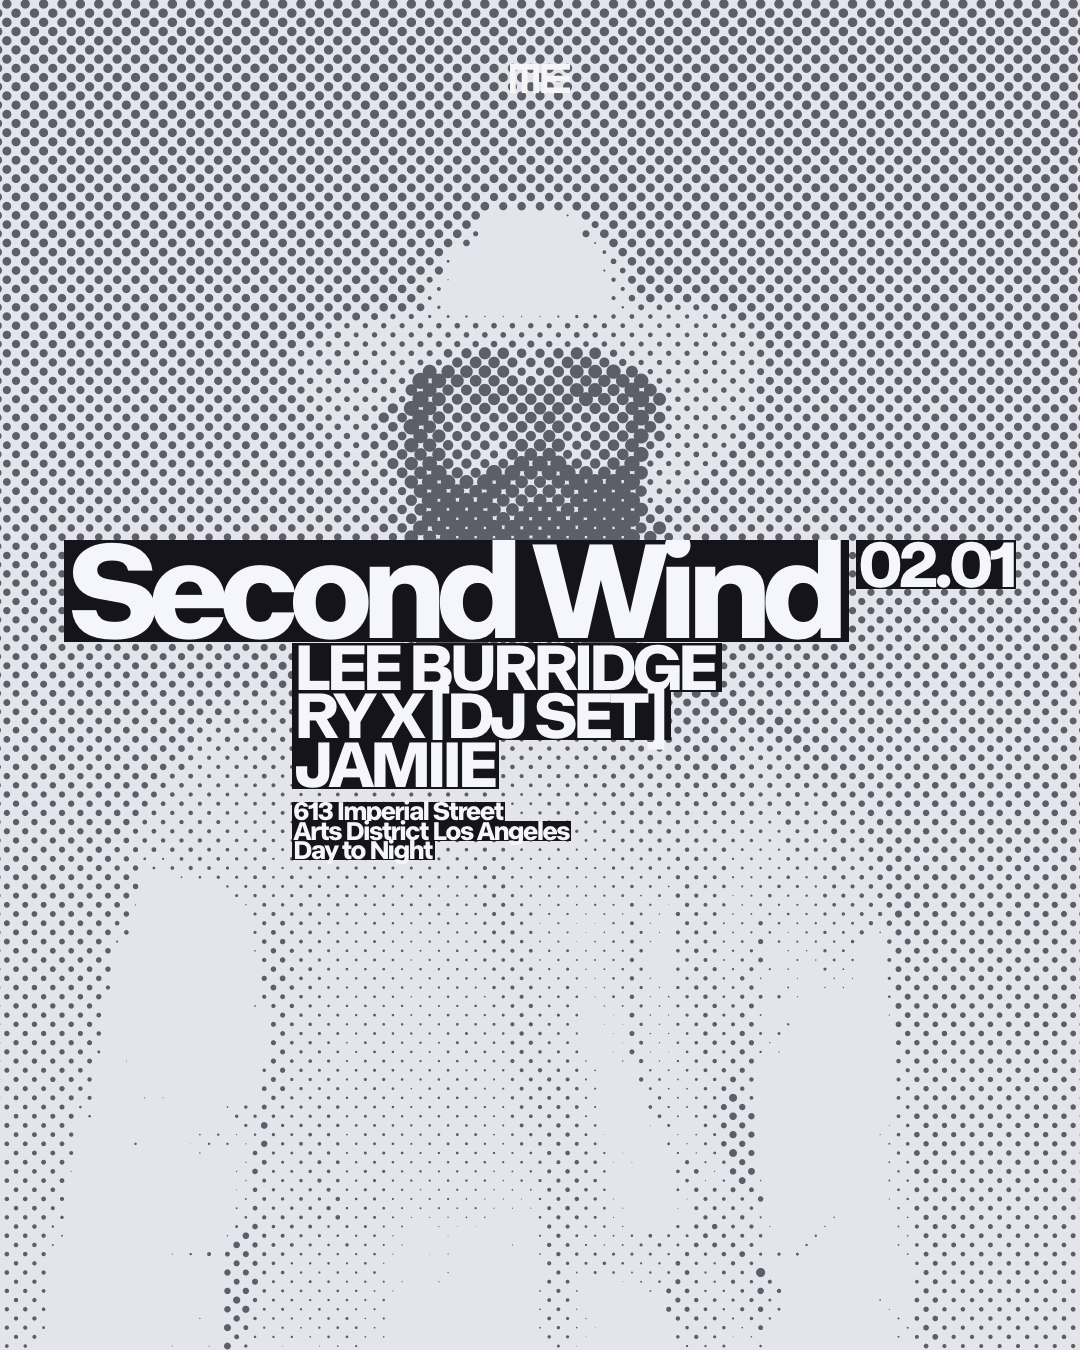 ME
Second Wind 02.01
LEE BURRIDGE
RY X [DJ SET]
JAMIIE
613 Imperial Street
Arts District Los Angeles
Day to Night